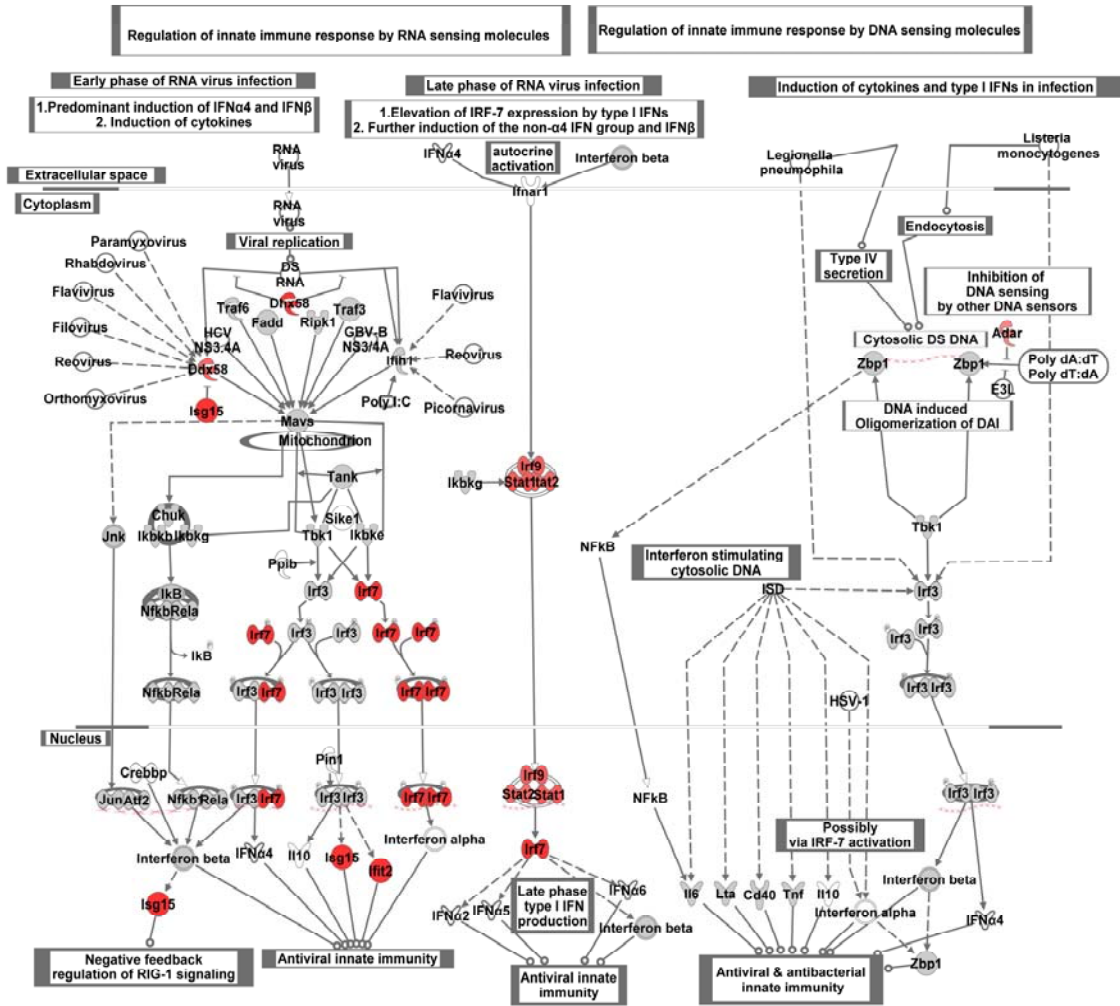 Regulation of innate immune response by RNA sensing molecules
Regulation of innate immune response by DNA sensing molecules
Early phase of RNA virus infection
1.Predominant induction of IFNα4 and IFNβ
2. Induction of cytokines
Late phase of RNA virus infection
1.Elevation of IRF-7 expression by type I IFNs
2. Further induction of the non-α4 IFN group and IFNβ
Induction of cytokines and type I IFNs in infection
RNA
virus
IFNα4
autocrine
activation
Interferon beta
Ifnar1
Legionella
pneumophila
Listeria
monocytogenes
Extracellular space
Cytoplasm
RNA
virus
Viral replication
DS
RNA
Paramyxovirus
Rhabdovirus
Flavivirus
Filovirus
Reovirus
Orthomyxovirus
Dhx58
Traf6
Fadd
Ripk1
Traf3
HCV
NS3.4A
GBV-B
NS3/4A
Ddx58
Isg15
Ifih1
Flavivirus
Reovirus
Picornavirus
Poly I:C
Mavs
Mitochondrion
Endocytosis
Type IV
secretion
Inhibition of
DNA sensing
by other DNA sensors
Cytosolic DS DNA
Adar
Zbp1
Zbp1
Poly dA:dT
Poly dT:dA
E3L
DNA induced
Oligomerization of DAI
Tank
Chuk
Ikbkb
Ikbkg
Jnk
Sike1
Tbk1
Ikbke
Ppib
Irf3
Irf7
IkB
Nfkb
Rela
IkB
Irf7
Irf3
Irf3
Irf7
Irf7
Nfkb
Rela
Irf3
Irf7
Irf3
Irf3
Irf7
Irf7
Ikbkg
Irf9
Stat1
tat2
NFkB
Tbk1
Interferon stimulating
cytosolic DNA
ISD
Irf3
Irf3
Irf3
Irf3
Irf3
HSV-1
Nucleus
Crebbp
Jun
Atf2
Nfkb1
Rela
Irf3
Irf7
Pin1
Irf3
Irf3
Irf7
Irf7
Irf9
Stat2
Stat1
NFkB
Irf3
Irf3
Interferon beta
IFNα4
Il10
Isg15
Ifit2
Interferon alpha
Irf7
Possibly
via IRF-7 activation
Isg15
Late phase
type I IFN
production
IFNα2
IFNα5
IFNα6
Interferon beta
Il6
Lta
Cd40
Tnf
Il10
Interferon alpha
Interferon beta
IFNα4
Zbp1
Negative feedback
regulation of RIG-1 signaling
Antiviral innate immunity
Antiviral innate
immunity
Antiviral & antibacterial
innate immunity